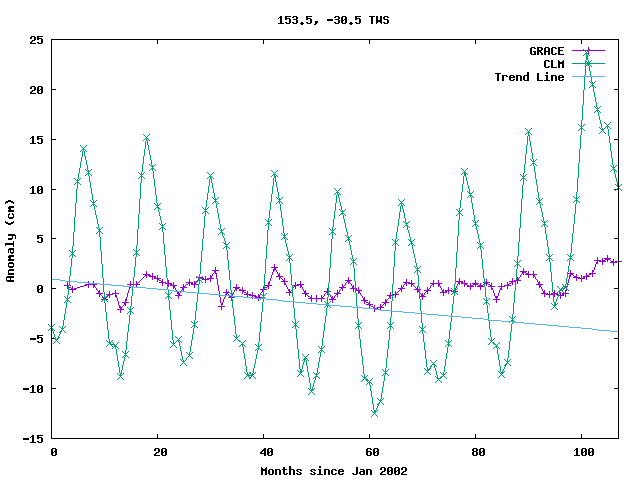 153.5, -30.5 TWS
GRACE
CLM
Trend Line
25
20
15
10
5
0
-5
-10
-15
Anomaly (cm)
0 20 40 60 80 100
Months since Jan 2002